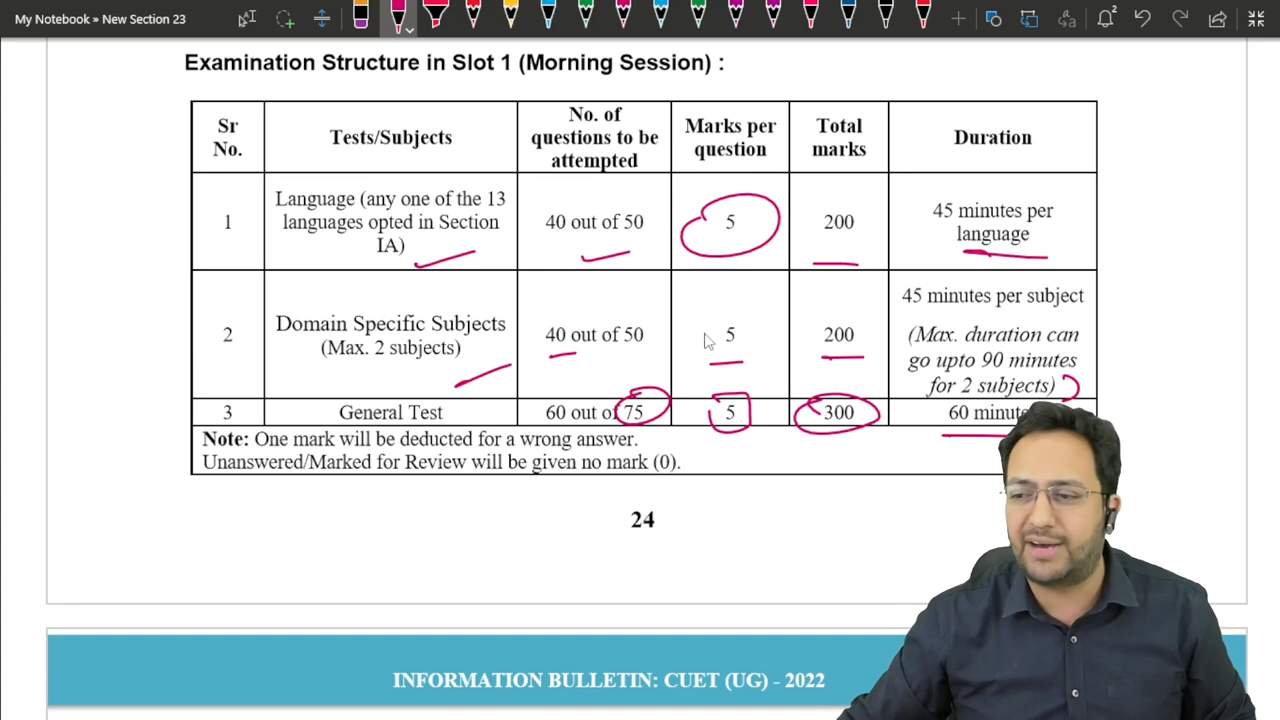 My Notebook » New Section 23
2
Examination Structure in Slot 1 (Morning Session) :
Sr
No.
Tests/Subjects
No. of
questions to be
attempted
Marks per
question
Total
marks
Duration
1
Language (any one of the 13
languages opted in Section
IA)
40 out of 50
5
200
45 minutes per
language
2
Domain Specific Subjects
(Max. 2 subjects)
40 out of 50
5
200
45 minutes per subject
(Max. duration can
go upto 90 minutes
for 2 subjects)
3
General Test
60 out of 75
5
300
60
Note: One mark will be deducted for a wrong answer.
Unanswered/Marked for Review will be given no mark (0).
24
INFORMATION BULLETIN: CUET (UG) - 2022